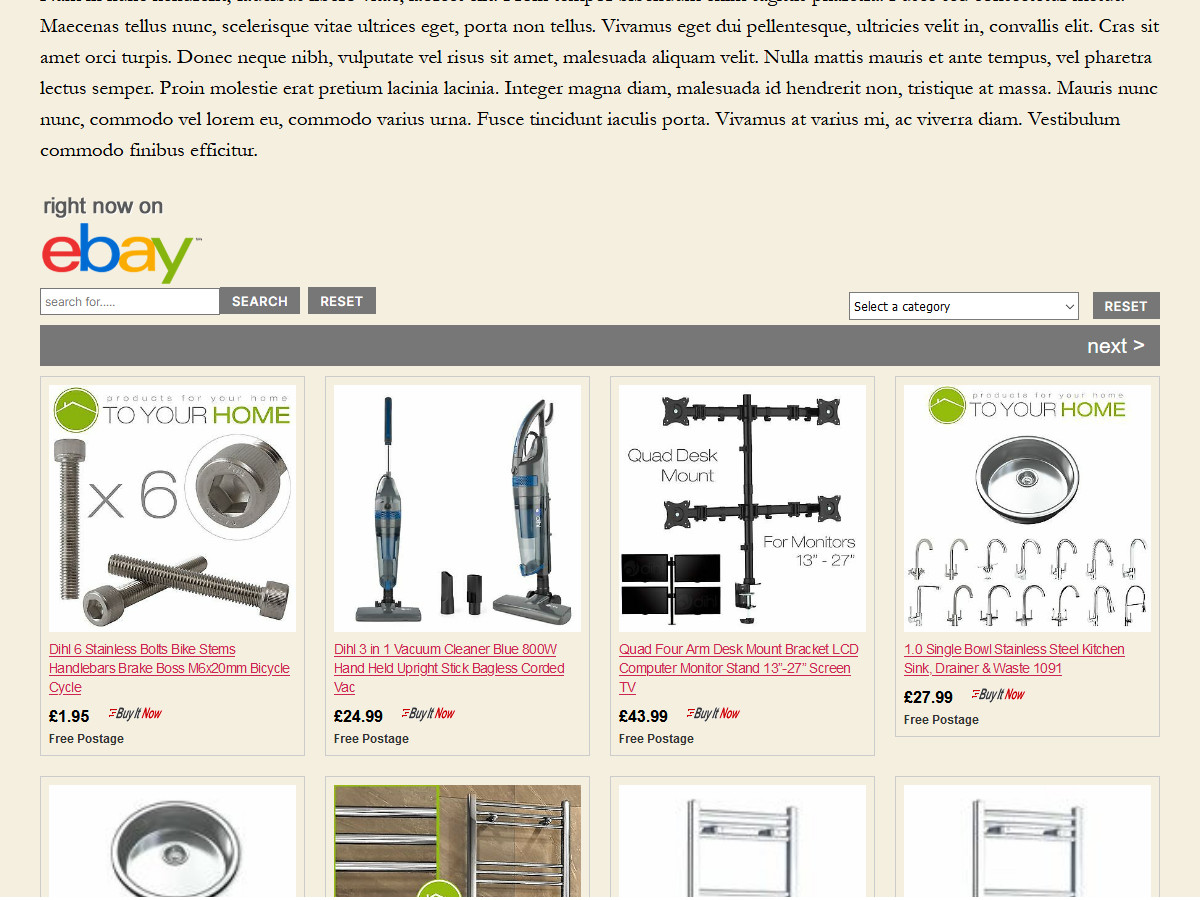 Maecenas tellus nunc, scelerisque vitae ultrices eget, porta non tellus. Vivamus eget dui pellentesque, ultricies velit in, convallis elit. Cras sit
amet orci turpis. Donec neque nibh, vulputate vel risus sit amet, malesuada aliquam velit. Nulla mattis mauris et ante tempus, vel pharetra
lectus semper. Proin molestie erat pretium lacinia lacinia. Integer magna diam, malesuada id hendrerit non, tristique at massa. Mauris nunc
nunc, commodo vel lorem eu, commodo varius urna. Fusce tincidunt iaculis porta. Vivamus at varius mi, ac viverra diam. Vestibulum
commodo finibus efficitur.
right now on
ebay™
search for.....
SEARCH
RESET
Select a category
RESET
next >
products for your home
TO YOUR HOME
x 6
Dihl 6 Stainless Bolts Bike Stems
Handlebars Brake Boss M6x20mm Bicycle
Cycle
£1.95
Buy It Now
Free Postage
Dihl 3 in 1 Vacuum Cleaner Blue 800W
Hand Held Upright Stick Bagless Corded
Vac
£24.99
Buy It Now
Free Postage
Quad Desk
Mount
For Monitors
13" - 27"
Quad Four Arm Desk Mount Bracket LCD
Computer Monitor Stand 13”-27” Screen
TV
£43.99
Buy It Now
Free Postage
products for your home
TO YOUR HOME
1.0 Single Bowl Stainless Steel Kitchen
Sink, Drainer & Waste 1091
£27.99
Buy It Now
Free Postage